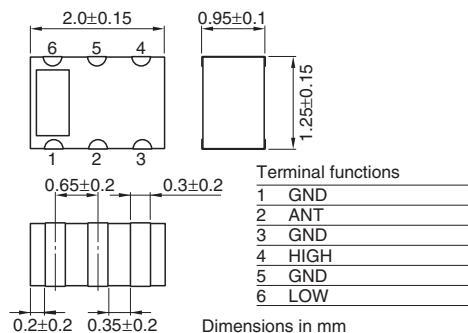 2.0±0.15
0.95±0.1
6 5 4
1.25±0.15
1 2 3
0.65±0.2
0.3±0.2
0.2±0.2
0.35±0.2
Terminal functions
1 GND
2 ANT
3 GND
4 HIGH
5 GND
6 LOW
Dimensions in mm